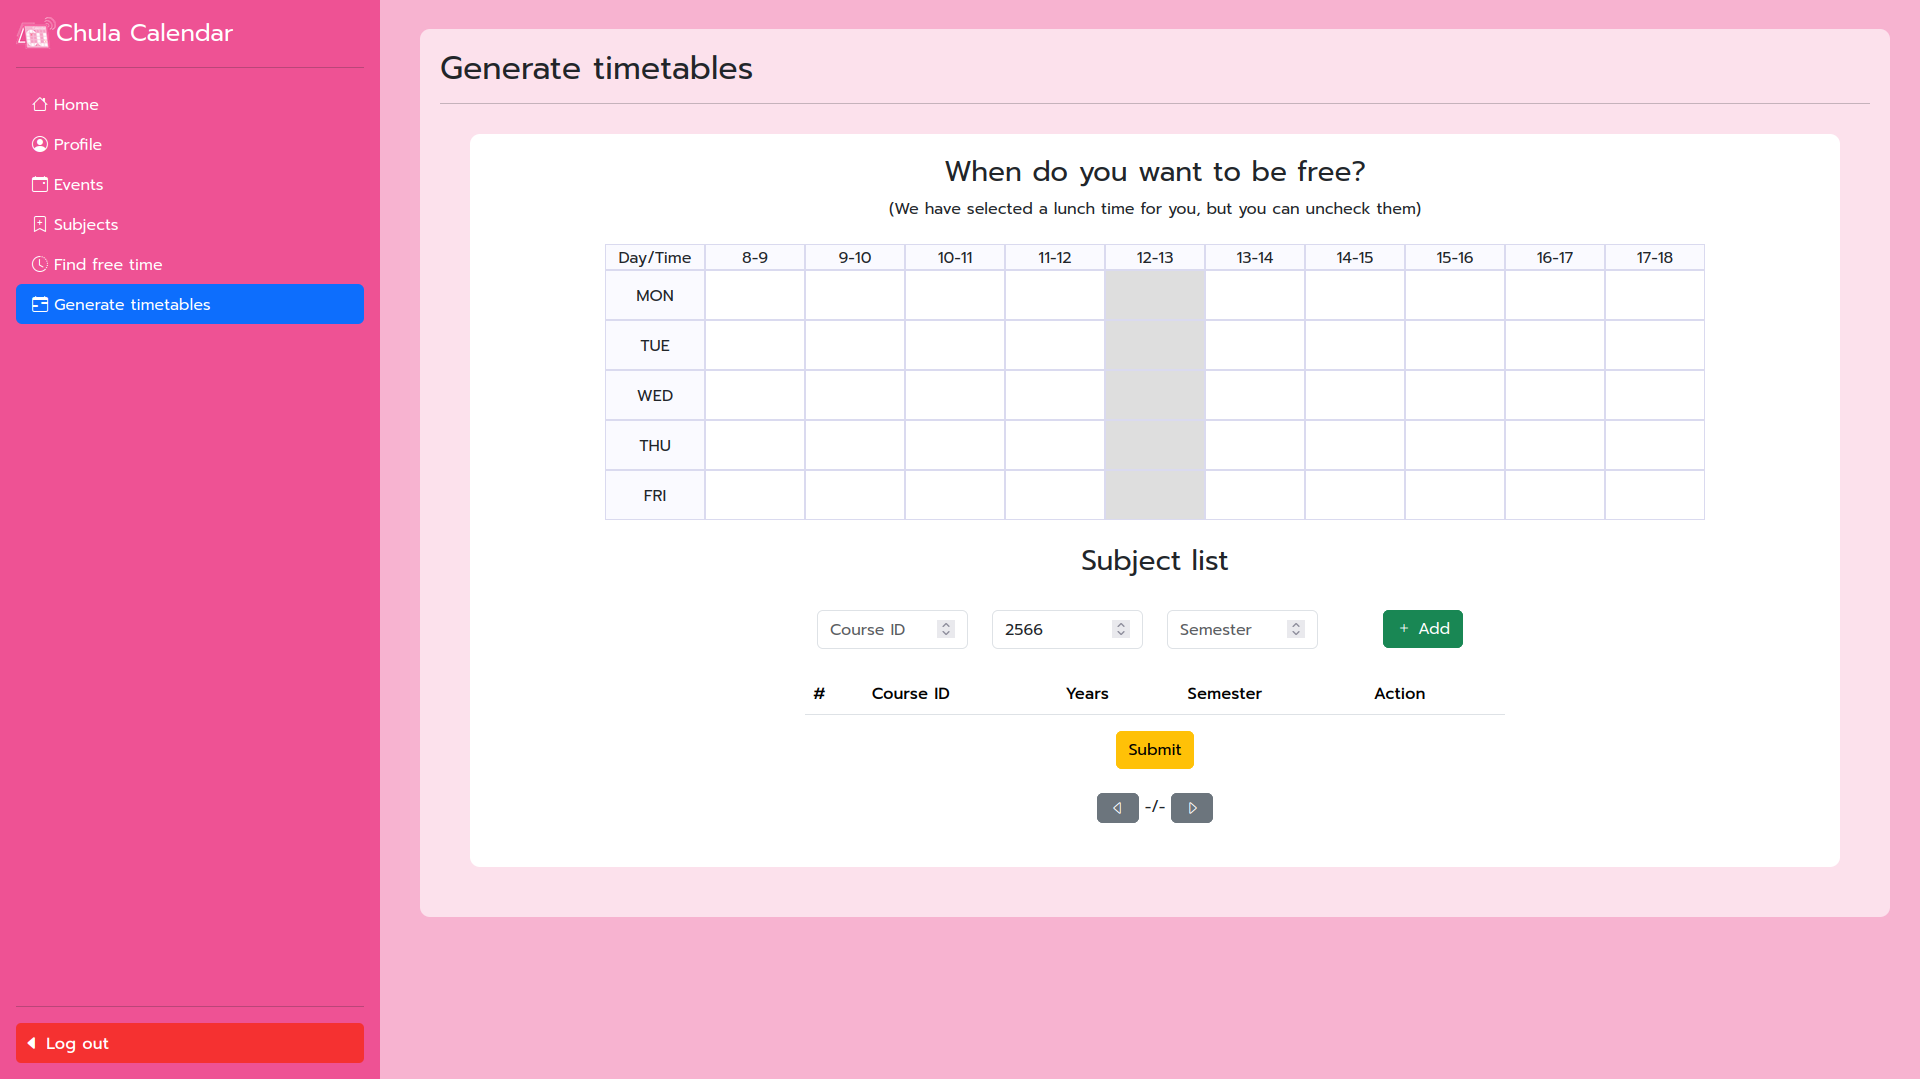 Chula Calendar
Home
Profile
Events
Subjects
Find free time
Generate timetables
Log out
Generate timetables
When do you want to be free?
(We have selected a lunch time for you, but you can uncheck them)
Day/Time 8-9 9-10 10-11 11-12 12-13 13-14 14-15 15-16 16-17 17-18
MON
TUE
WED
THU
FRI
Subject list
Course ID 2566 Semester + Add
# Course ID Years Semester Action
Submit
-/-